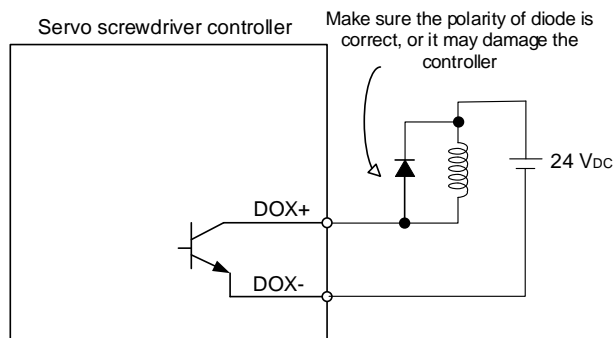 Servo screwdriver controller
Make sure the polarity of diode is
correct, or it may damage the
controller
24 VDC
DOX+
DOX-